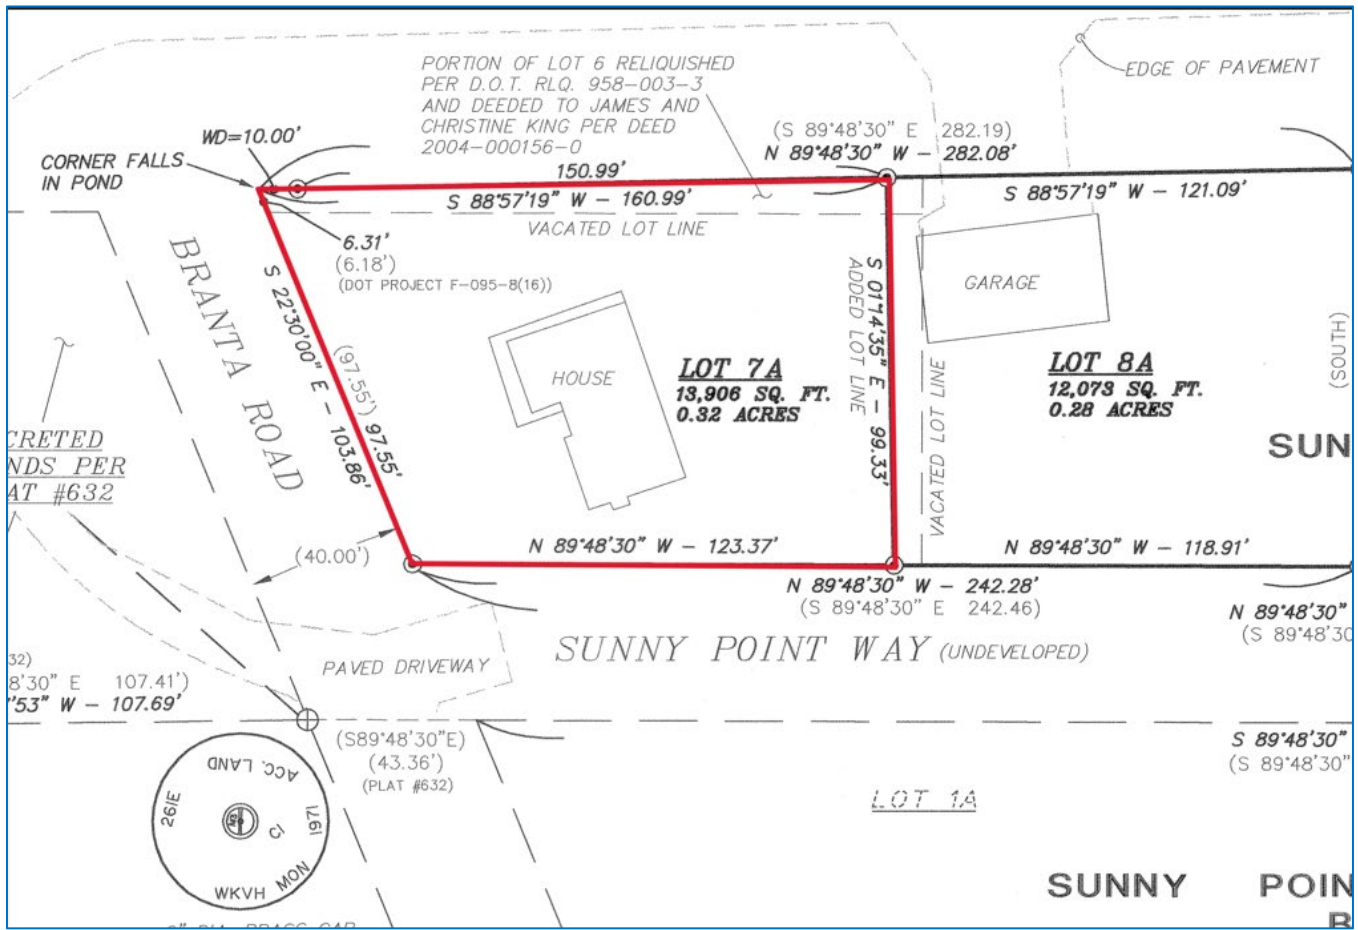 PORTION OF LOT 6 RELIQUISHED
PER D.O.T. RLQ. 958-003-3
AND DEEDED TO JAMES AND
CHRISTINE KING PER DEED
2004-000156-0
EDGE OF PAVEMENT
WD=10.00'
CORNER FALLS
IN POND
(S 89°48'30" E 282.19)
N 89°48'30" W - 282.08'
150.99'
S 88°57'19" W - 160.99'
S 88°57'19" W - 121.09'
VACATED LOT LINE
6.31'
(6.18')
(DOT PROJECT F-095-8(16))
BRANTA ROAD
S 22°30'00" E - 103.86'
(97.55') 97.55'
HOUSE
LOT 7A
13,906 SQ. FT.
0.32 ACRES
S 01°14'35" E - 99.33'
ADDED LOT LINE
VACATED LOT LINE
GARAGE
LOT 8A
12,073 SQ. FT.
0.28 ACRES
(SOUTH)
SUN
CRETED
NDS PER
AT #632
(40.00')
N 89°48'30" W - 123.37'
N 89°48'30" W - 118.91'
N 89°48'30" W - 242.28'
(S 89°48'30" E 242.46)
N 89°48'30"
(S 89°48'30
SUNNY POINT WAY (UNDEVELOPED)
PAVED DRIVEWAY
32)
8'30" E 107.41')
'53" W - 107.69'
(S89°48'30"E)
(43.36')
(PLAT #632)
S 89°48'30"
(S 89°48'30"
ACC. LAND
261E
1971
M3
CI
WKVH MON
LOT 1A
SUNNY POIN
B
2" DIA. BRASS CAP